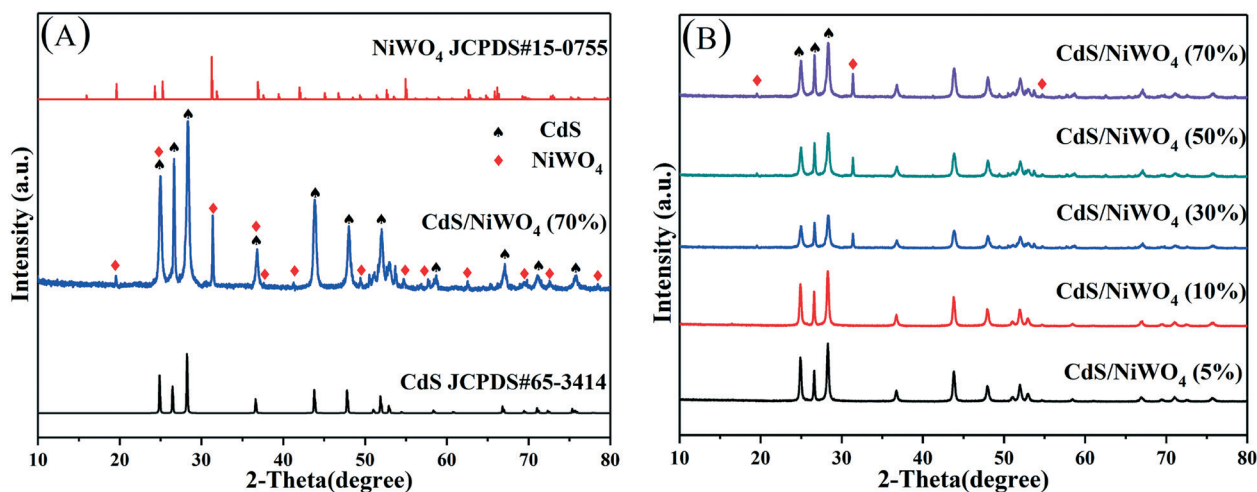 (A)
NiWO₄ JCPDS#15-0755
♠ CdS
♦ NiWO₄
CdS/NiWO₄ (70%)
CdS JCPDS#65-3414
Intensity (a.u.)
10 20 30 40 50 60 70 80
2-Theta(degree)
(B)
CdS/NiWO₄ (70%)
CdS/NiWO₄ (50%)
CdS/NiWO₄ (30%)
CdS/NiWO₄ (10%)
CdS/NiWO₄ (5%)
Intensity (a.u.)
10 20 30 40 50 60 70 80
2-Theta(degree)